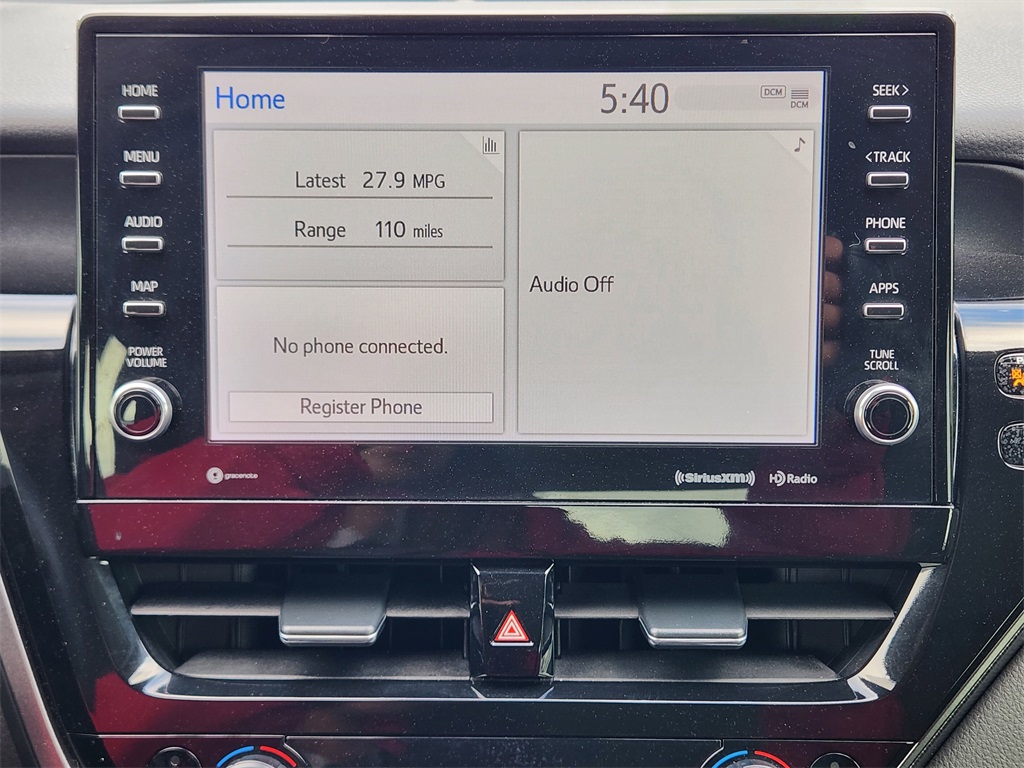 HOME
MENU
AUDIO
MAP
POWER
VOLUME
Home
5:40
DCM
DCM
Latest 27.9 MPG
Range 110 miles
No phone connected.
Register Phone
Audio Off
SEEK >
< TRACK
PHONE
APPS
TUNE
SCROLL
gracenote
SiriusXM
HD Radio